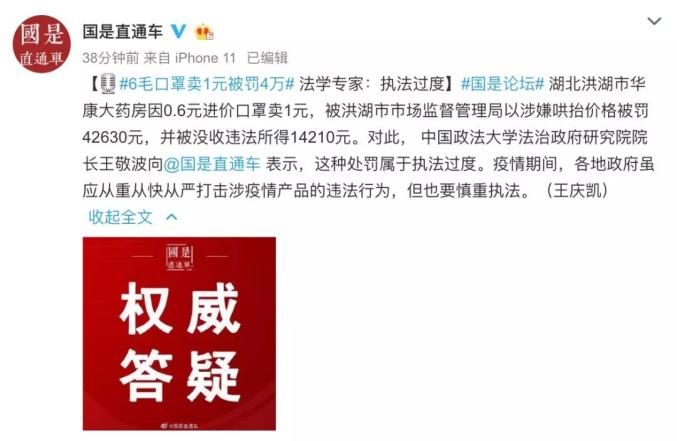 國是
直通車
国是直通车
38分钟前 来自 iPhone 11 已编辑
【#6毛口罩卖1元被罚4万# 法学专家：执法过度】#国是论坛# 湖北洪湖市华
康大药房因0.6元进价口罩卖1元，被洪湖市市场监督管理局以涉嫌哄抬价格被罚
42630元，并被没收违法所得14210元。对此， 中国政法大学法治政府研究院院
长王敬波向@国是直通车 表示，这种处罚属于执法过度。疫情期间，各地政府虽
应从重从快从严打击涉疫情产品的违法行为，但也要慎重执法。（王庆凯）
收起全文
國是
直通車
权威
答疑
@国是直通车